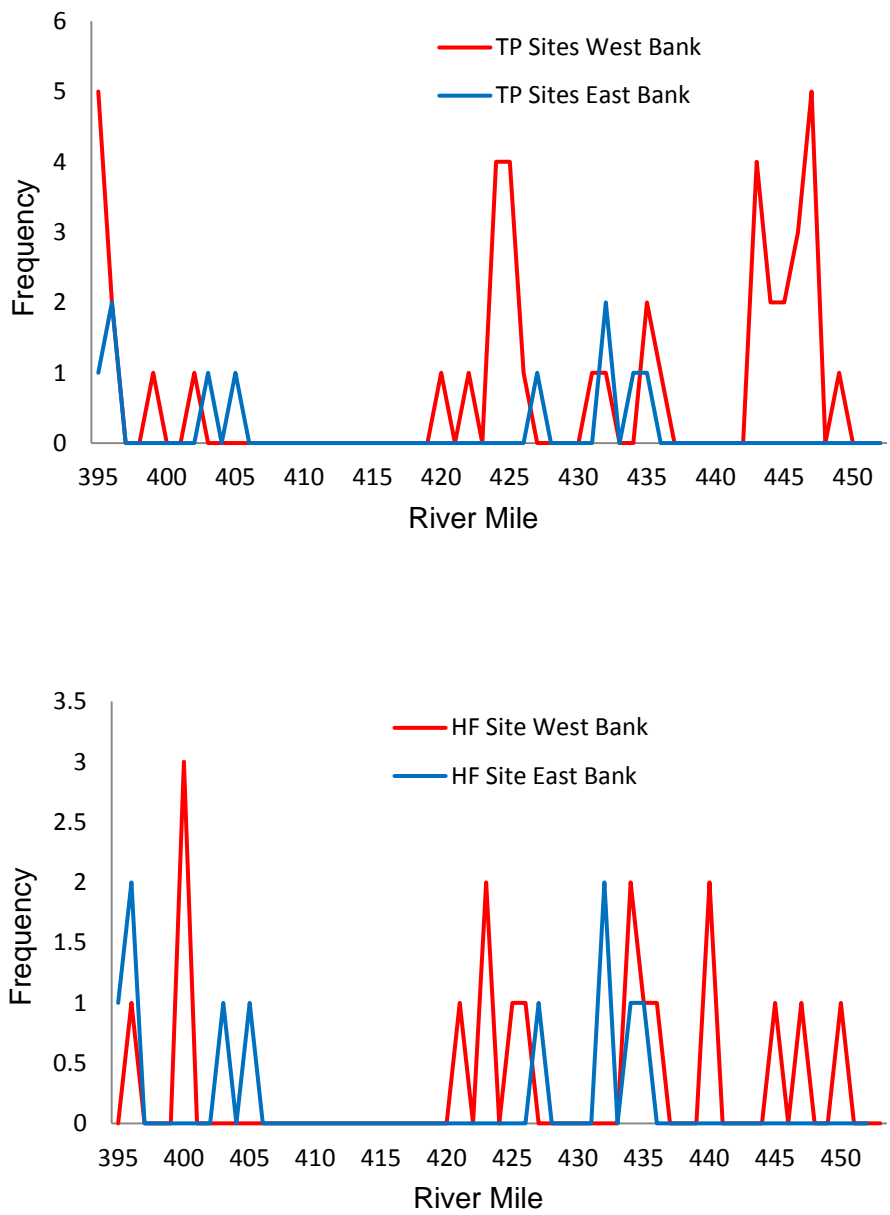 6
5
4
3
2
1
0
Frequency
TP Sites West Bank
TP Sites East Bank
395 400 405 410 415 420 425 430 435 440 445 450
River Mile
3.5
3
2.5
2
1.5
1
0.5
0
Frequency
HF Site West Bank
HF Site East Bank
395 400 405 410 415 420 425 430 435 440 445 450
River Mile